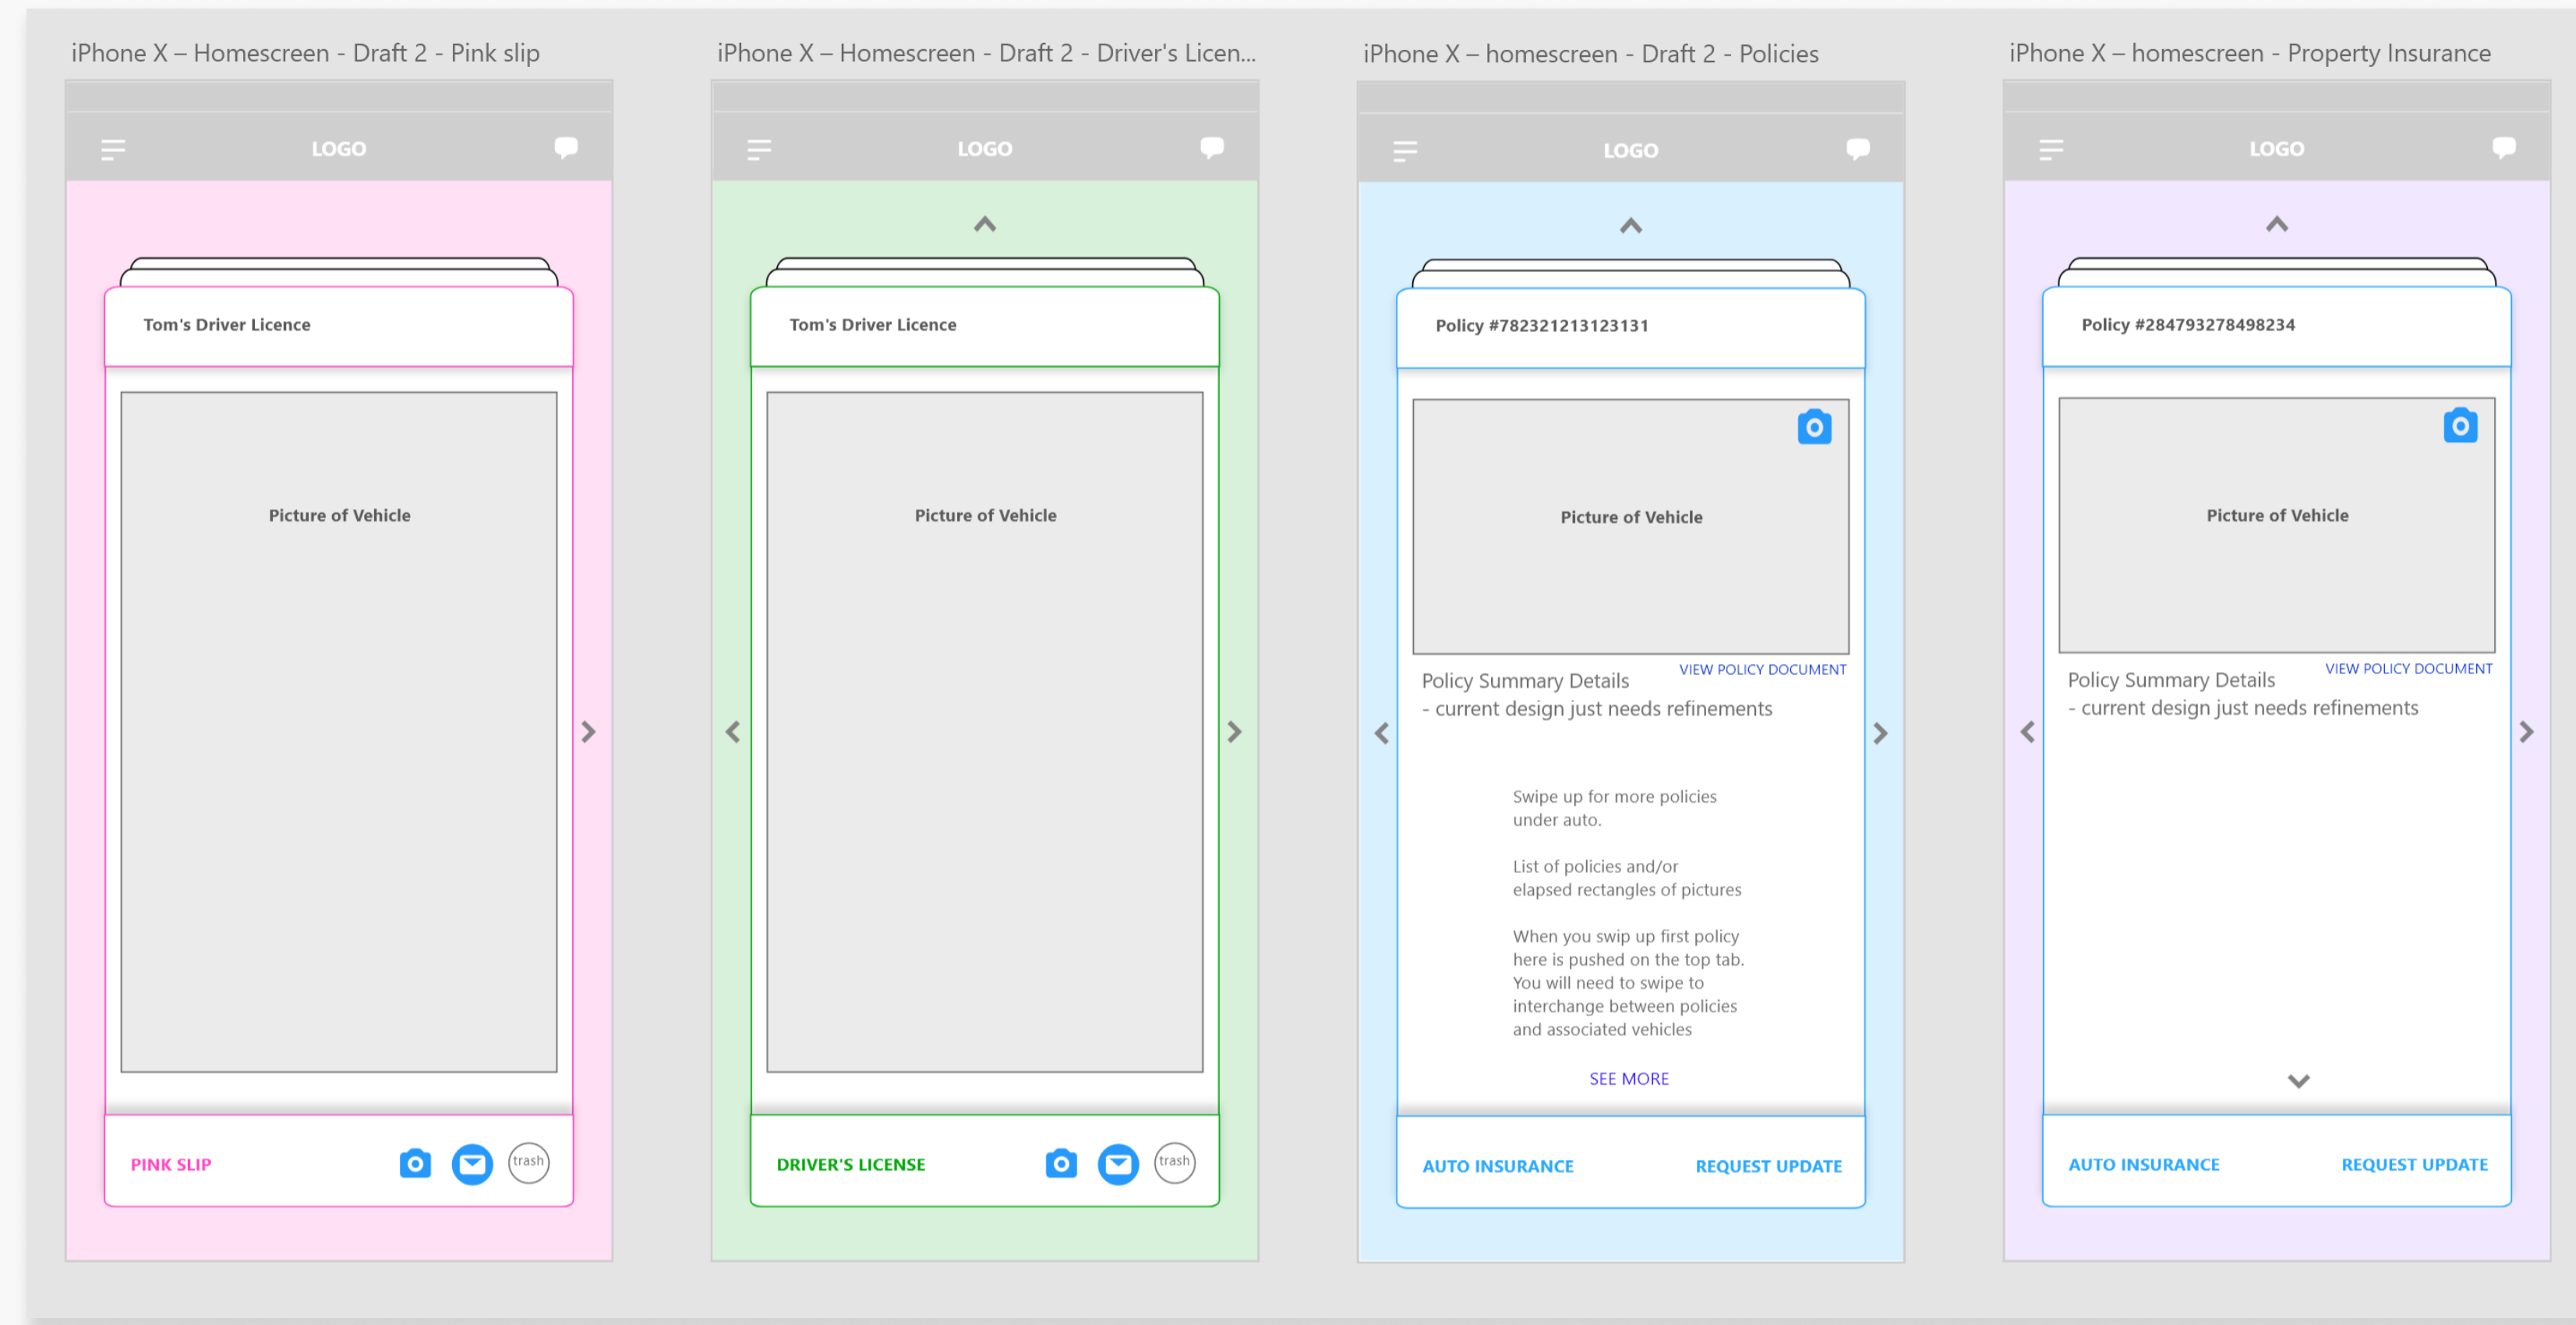 iPhone X – Homescreen - Draft 2 - Pink slip
LOGO
Tom's Driver Licence
Picture of Vehicle
PINK SLIP
trash
iPhone X – Homescreen - Draft 2 - Driver's Licen...
LOGO
Tom's Driver Licence
Picture of Vehicle
DRIVER'S LICENSE
trash
iPhone X – homescreen - Draft 2 - Policies
LOGO
Policy #782321213123131
Picture of Vehicle
VIEW POLICY DOCUMENT
Policy Summary Details
- current design just needs refinements
Swipe up for more policies
under auto.
List of policies and/or
elapsed rectangles of pictures
When you swip up first policy
here is pushed on the top tab.
You will need to swipe to
interchange between policies
and associated vehicles
SEE MORE
AUTO INSURANCE
REQUEST UPDATE
iPhone X – homescreen - Property Insurance
LOGO
Policy #284793278498234
Picture of Vehicle
VIEW POLICY DOCUMENT
Policy Summary Details
- current design just needs refinements
AUTO INSURANCE
REQUEST UPDATE